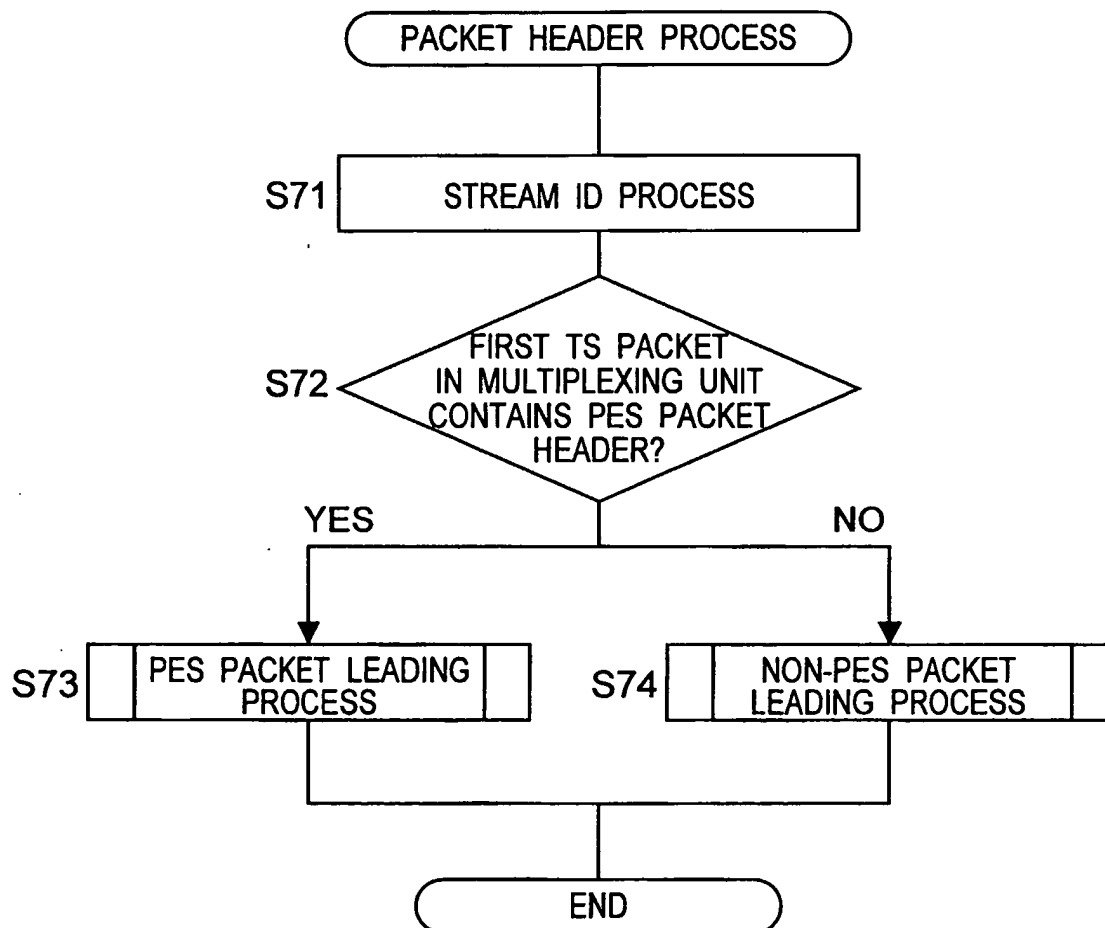 PACKET HEADER PROCESS
S71
STREAM ID PROCESS
S72
FIRST TS PACKET
IN MULTIPLEXING UNIT
CONTAINS PES PACKET
HEADER?
YES
NO
S73
PES PACKET LEADING
PROCESS
S74
NON-PES PACKET
LEADING PROCESS
END